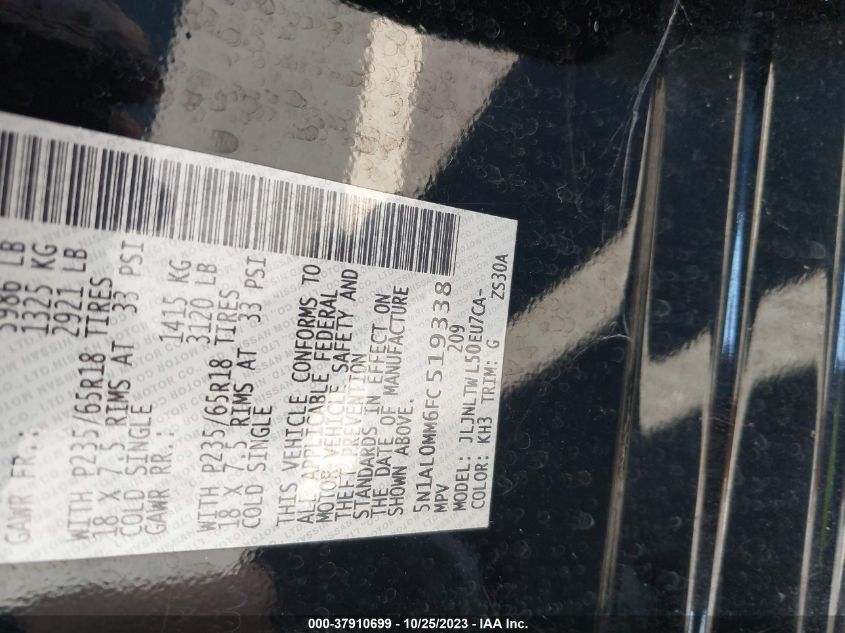 5986 LB
GAWR FR.: 1325 KG
2921 LB
WITH P235/65R18 TIRES
18 X 7.5 RIMS AT 33 PSI
COLD SINGLE
GAWR RR.: 1415 KG
3120 LB
WITH P235/65R18 TIRES
18 X 7.5 RIMS AT 33 PSI
COLD SINGLE
THIS VEHICLE CONFORMS TO
ALL APPLICABLE FEDERAL
MOTOR VEHICLE SAFETY AND
THEFT PREVENTION
STANDARDS IN EFFECT ON
THE DATE OF MANUFACTURE
SHOWN ABOVE.
5N1AL0MM6FC519338
MPV 209
MODEL: JLJNLTWL50EU7CA-
COLOR: KH3 TRIM: G ZS30A
000-37910699 - 10/25/2023 - IAA Inc.